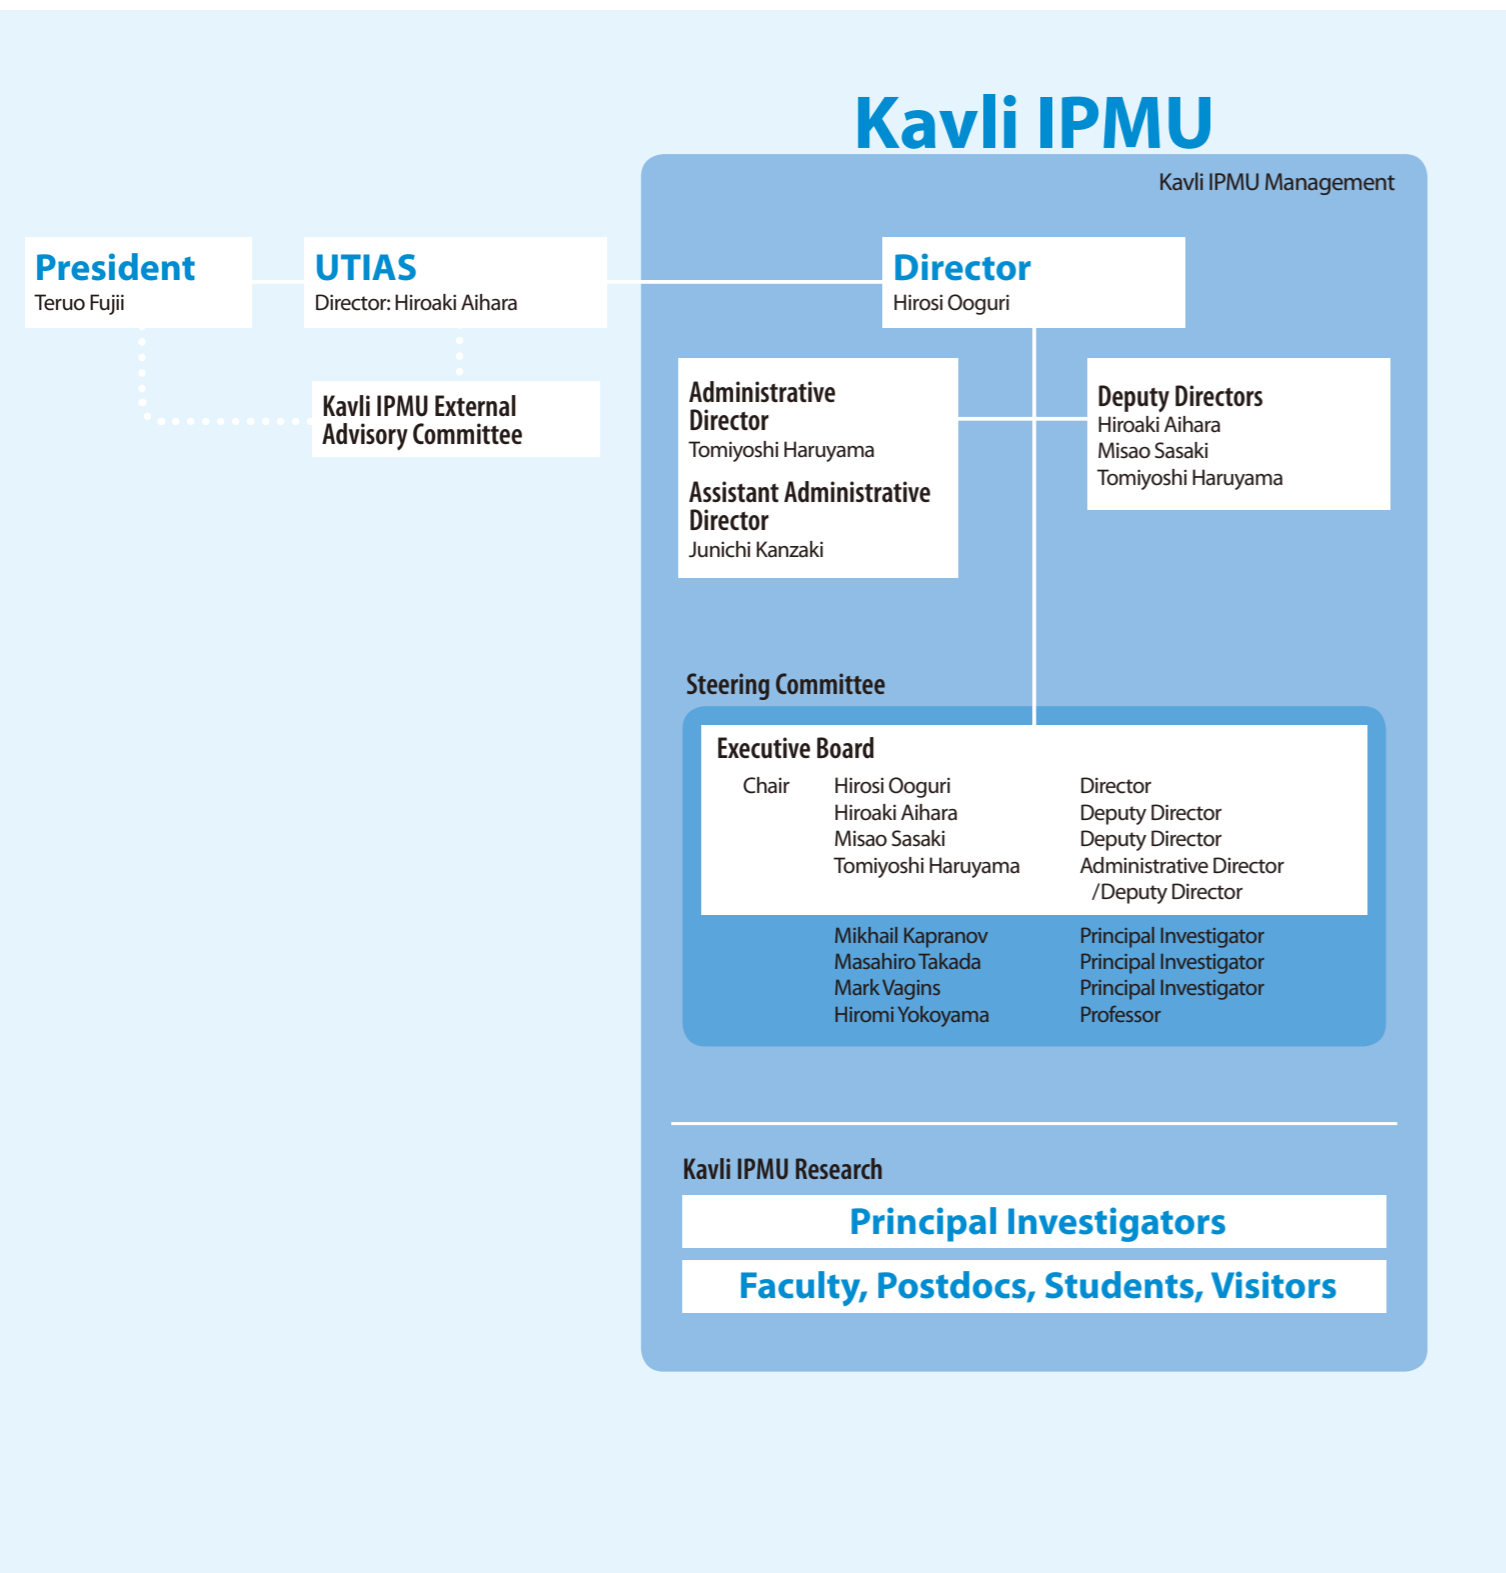 Kavli IPMU
Kavli IPMU Management
President
Teruo Fujii
UTIAS
Director: Hiroaki Aihara
Director
Hirosi Ooguri
Kavli IPMU External
Advisory Committee
Administrative
Director
Tomiyoshi Haruyama
Assistant Administrative
Director
Junichi Kanzaki
Deputy Directors
Hiroaki Aihara
Misao Sasaki
Tomiyoshi Haruyama
Steering Committee
Executive Board
Chair Hirosi Ooguri Director
Hiroaki Aihara Deputy Director
Misao Sasaki Deputy Director
Tomiyoshi Haruyama Administrative Director
/Deputy Director
Mikhail Kapranov Principal Investigator
Masahiro Takada Principal Investigator
Mark Vagins Principal Investigator
Hiromi Yokoyama Professor
Kavli IPMU Research
Principal Investigators
Faculty, Postdocs, Students, Visitors